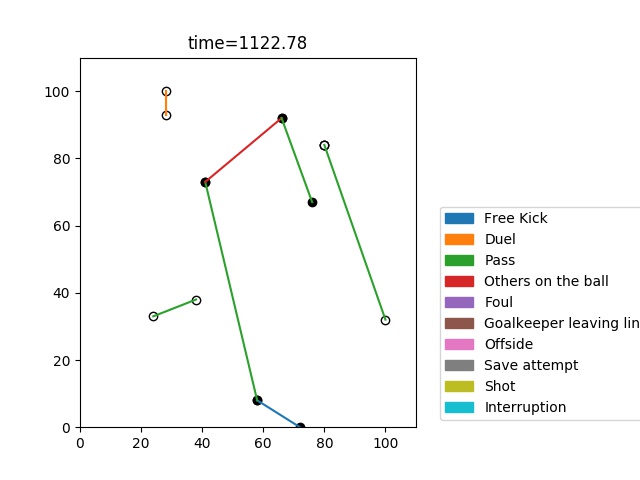 time=1122.78
100
80
60
40
20
0
0 20 40 60 80 100
Free Kick
Duel
Pass
Others on the ball
Foul
Goalkeeper leaving lin
Offside
Save attempt
Shot
Interruption